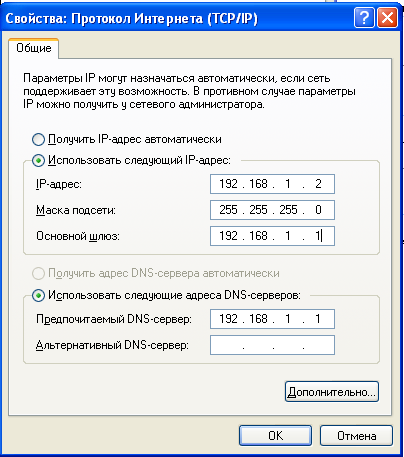 Свойства: Протокол Интернета (TCP/IP)
Общие
Параметры IP могут назначаться автоматически, если сеть
поддерживает эту возможность. В противном случае параметры
IP можно получить у сетевого администратора.
Получить IP-адрес автоматически
Использовать следующий IP-адрес:
IP-адрес: 192 . 168 . 1 . 2
Маска подсети: 255 . 255 . 255 . 0
Основной шлюз: 192 . 168 . 1 . 1
Получить адрес DNS-сервера автоматически
Использовать следующие адреса DNS-серверов:
Предпочитаемый DNS-сервер: 192 . 168 . 1 . 1
Альтернативный DNS-сервер: . . .
Дополнительно...
OK Отмена